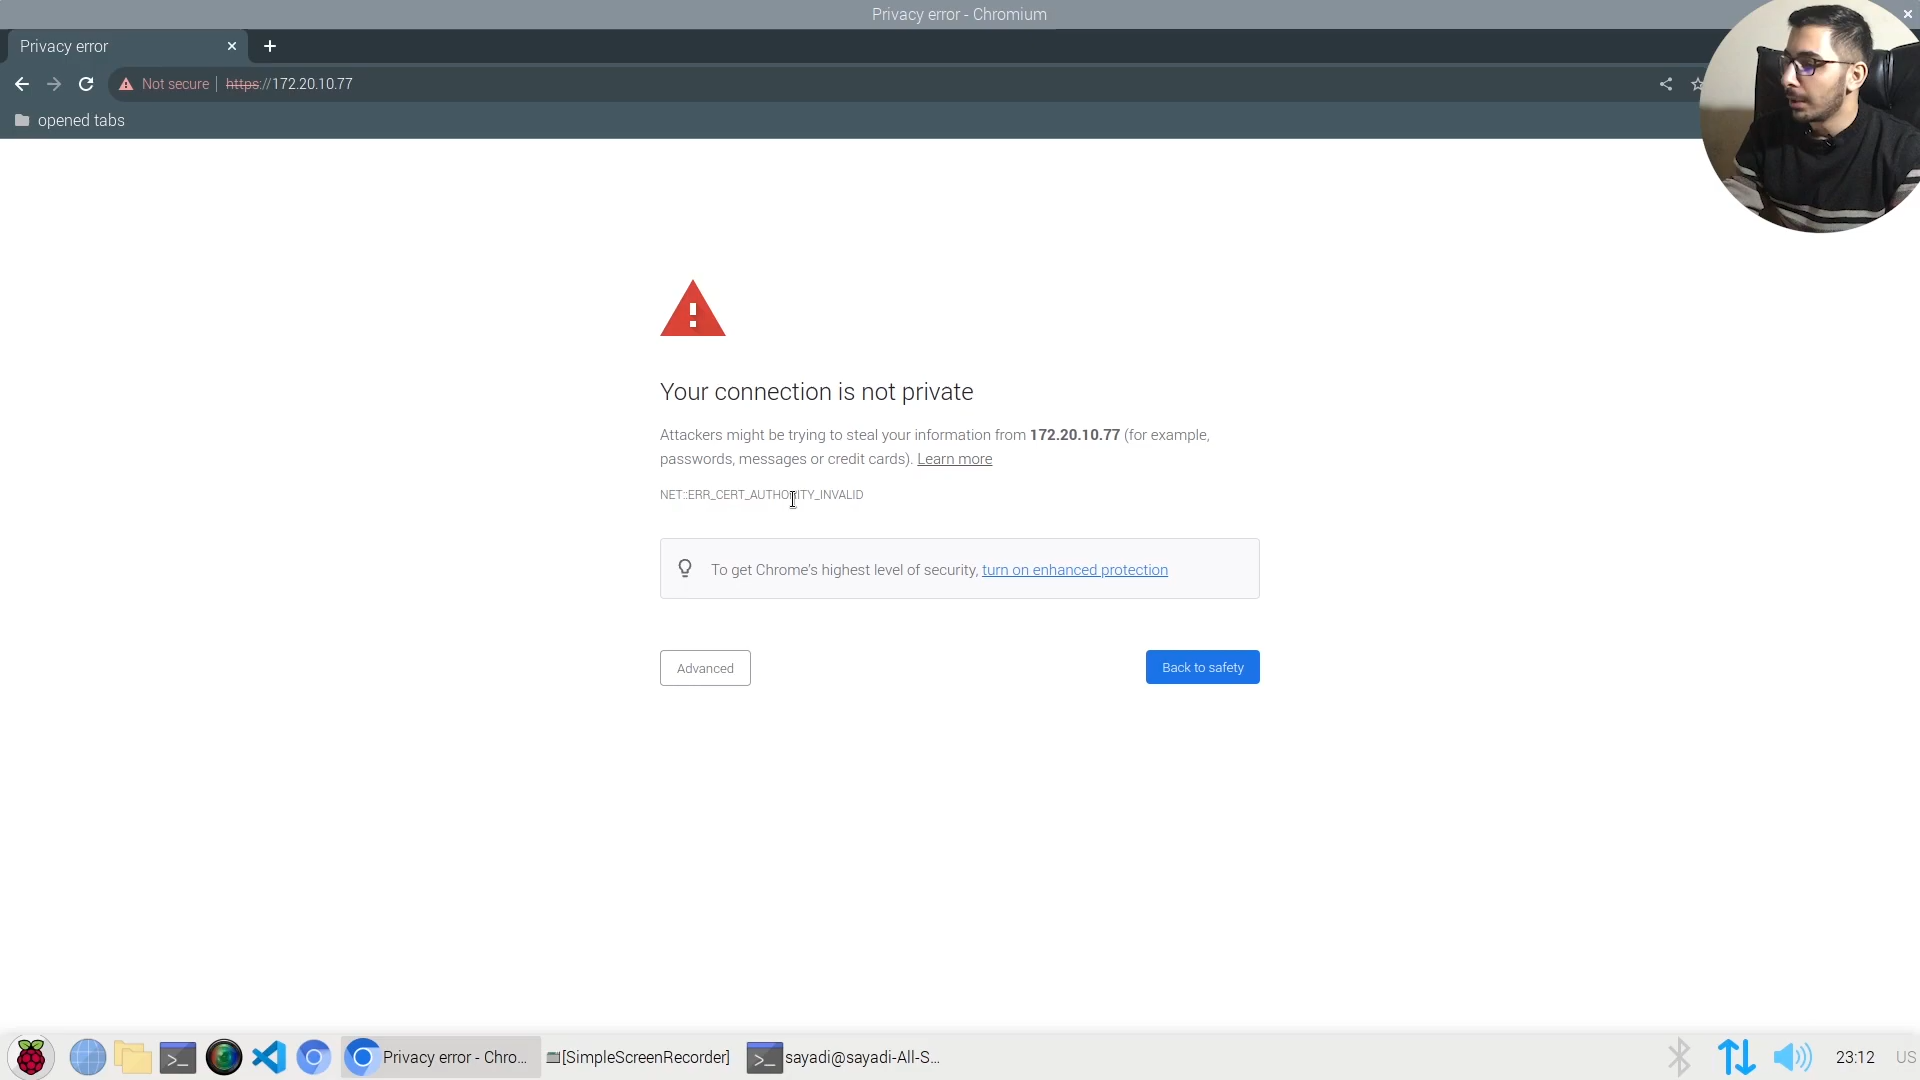 Privacy error - Chromium
Privacy error
Not secure
https://172.20.10.77
opened tabs
Your connection is not private
Attackers might be trying to steal your information from 172.20.10.77 (for example,
passwords, messages or credit cards). Learn more
NET::ERR_CERT_AUTHORITY_INVALID
To get Chrome's highest level of security, turn on enhanced protection
Advanced
Back to safety
Privacy error - Chro...
[SimpleScreenRecorder]
sayadi@sayadi-All-S...
23:12
US